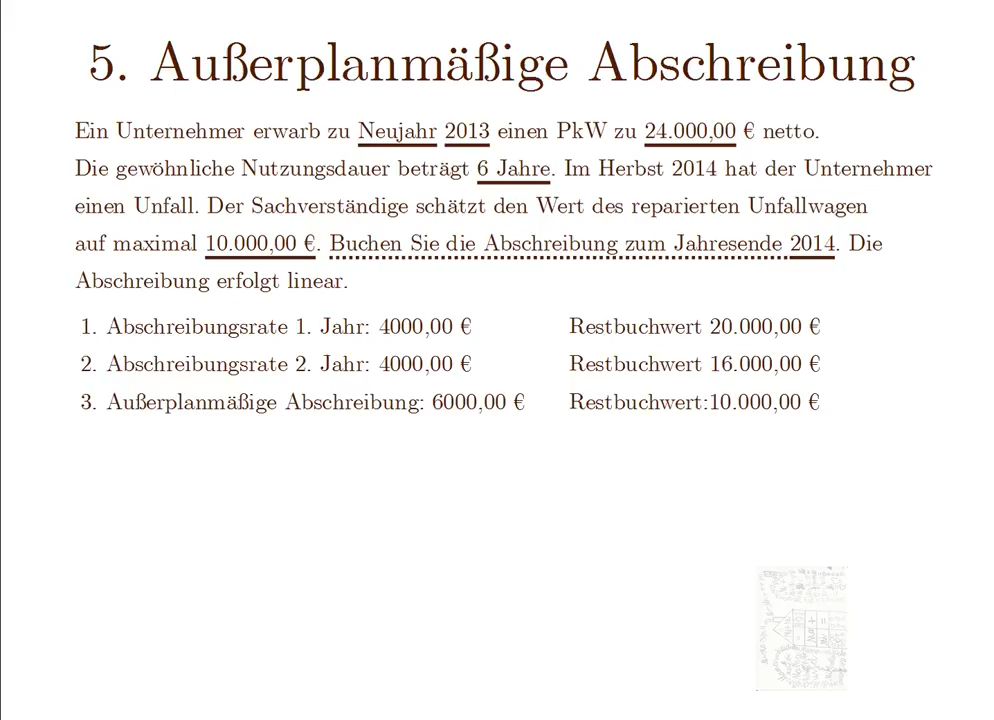 5. Außerplanmäßige Abschreibung
Ein Unternehmer erwarb zu Neujahr 2013 einen PkW zu 24.000,00 € netto.
Die gewöhnliche Nutzungsdauer beträgt 6 Jahre. Im Herbst 2014 hat der Unternehmer
einen Unfall. Der Sachverständige schätzt den Wert des reparierten Unfallwagen
auf maximal 10.000,00 €. Buchen Sie die Abschreibung zum Jahresende 2014. Die
Abschreibung erfolgt linear.
1. Abschreibungsrate 1. Jahr: 4000,00 € Restbuchwert 20.000,00 €
2. Abschreibungsrate 2. Jahr: 4000,00 € Restbuchwert 16.000,00 €
3. Außerplanmäßige Abschreibung: 6000,00 € Restbuchwert:10.000,00 €